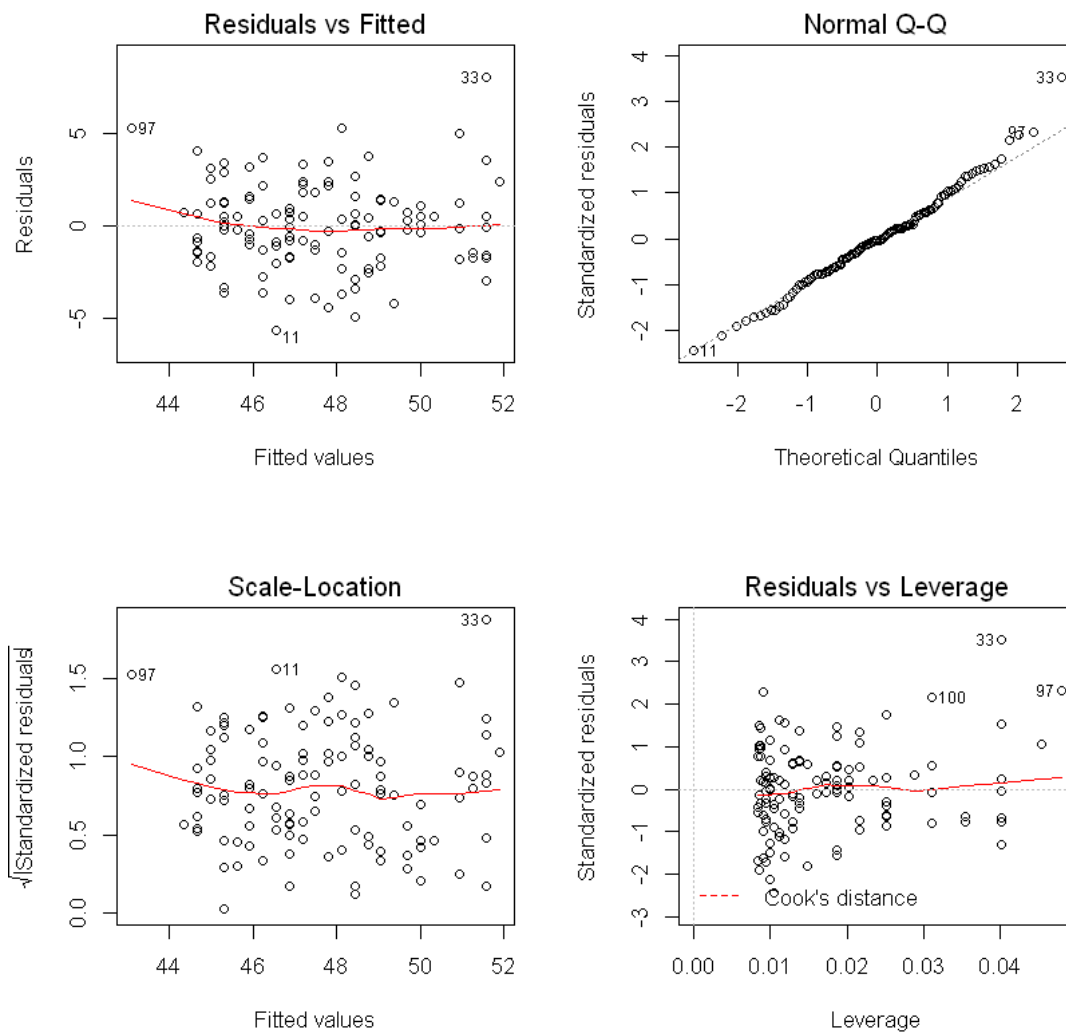 Residuals vs Fitted
Residuals
5
0
-5
33
97
11
44 46 48 50 52
Fitted values
Normal Q-Q
Standardized residuals
4
3
2
1
0
-1
-2
33
97
11
-2 -1 0 1 2
Theoretical Quantiles
Scale-Location
√|Standardized residuals|
1.5
1.0
0.5
0.0
33
97
11
44 46 48 50 52
Fitted values
Residuals vs Leverage
Standardized residuals
4
3
2
1
0
-1
-2
-3
33
97
100
Cook's distance
0.00 0.01 0.02 0.03 0.04
Leverage